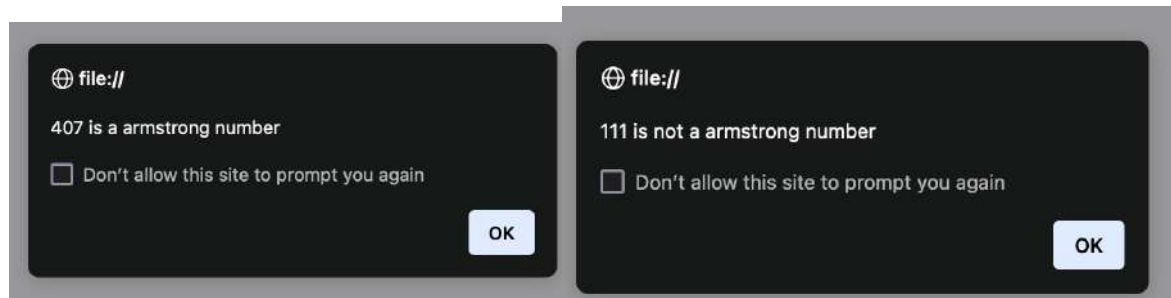 file://
407 is a armstrong number
Don't allow this site to prompt you again
OK
file://
111 is not a armstrong number
Don't allow this site to prompt you again
OK